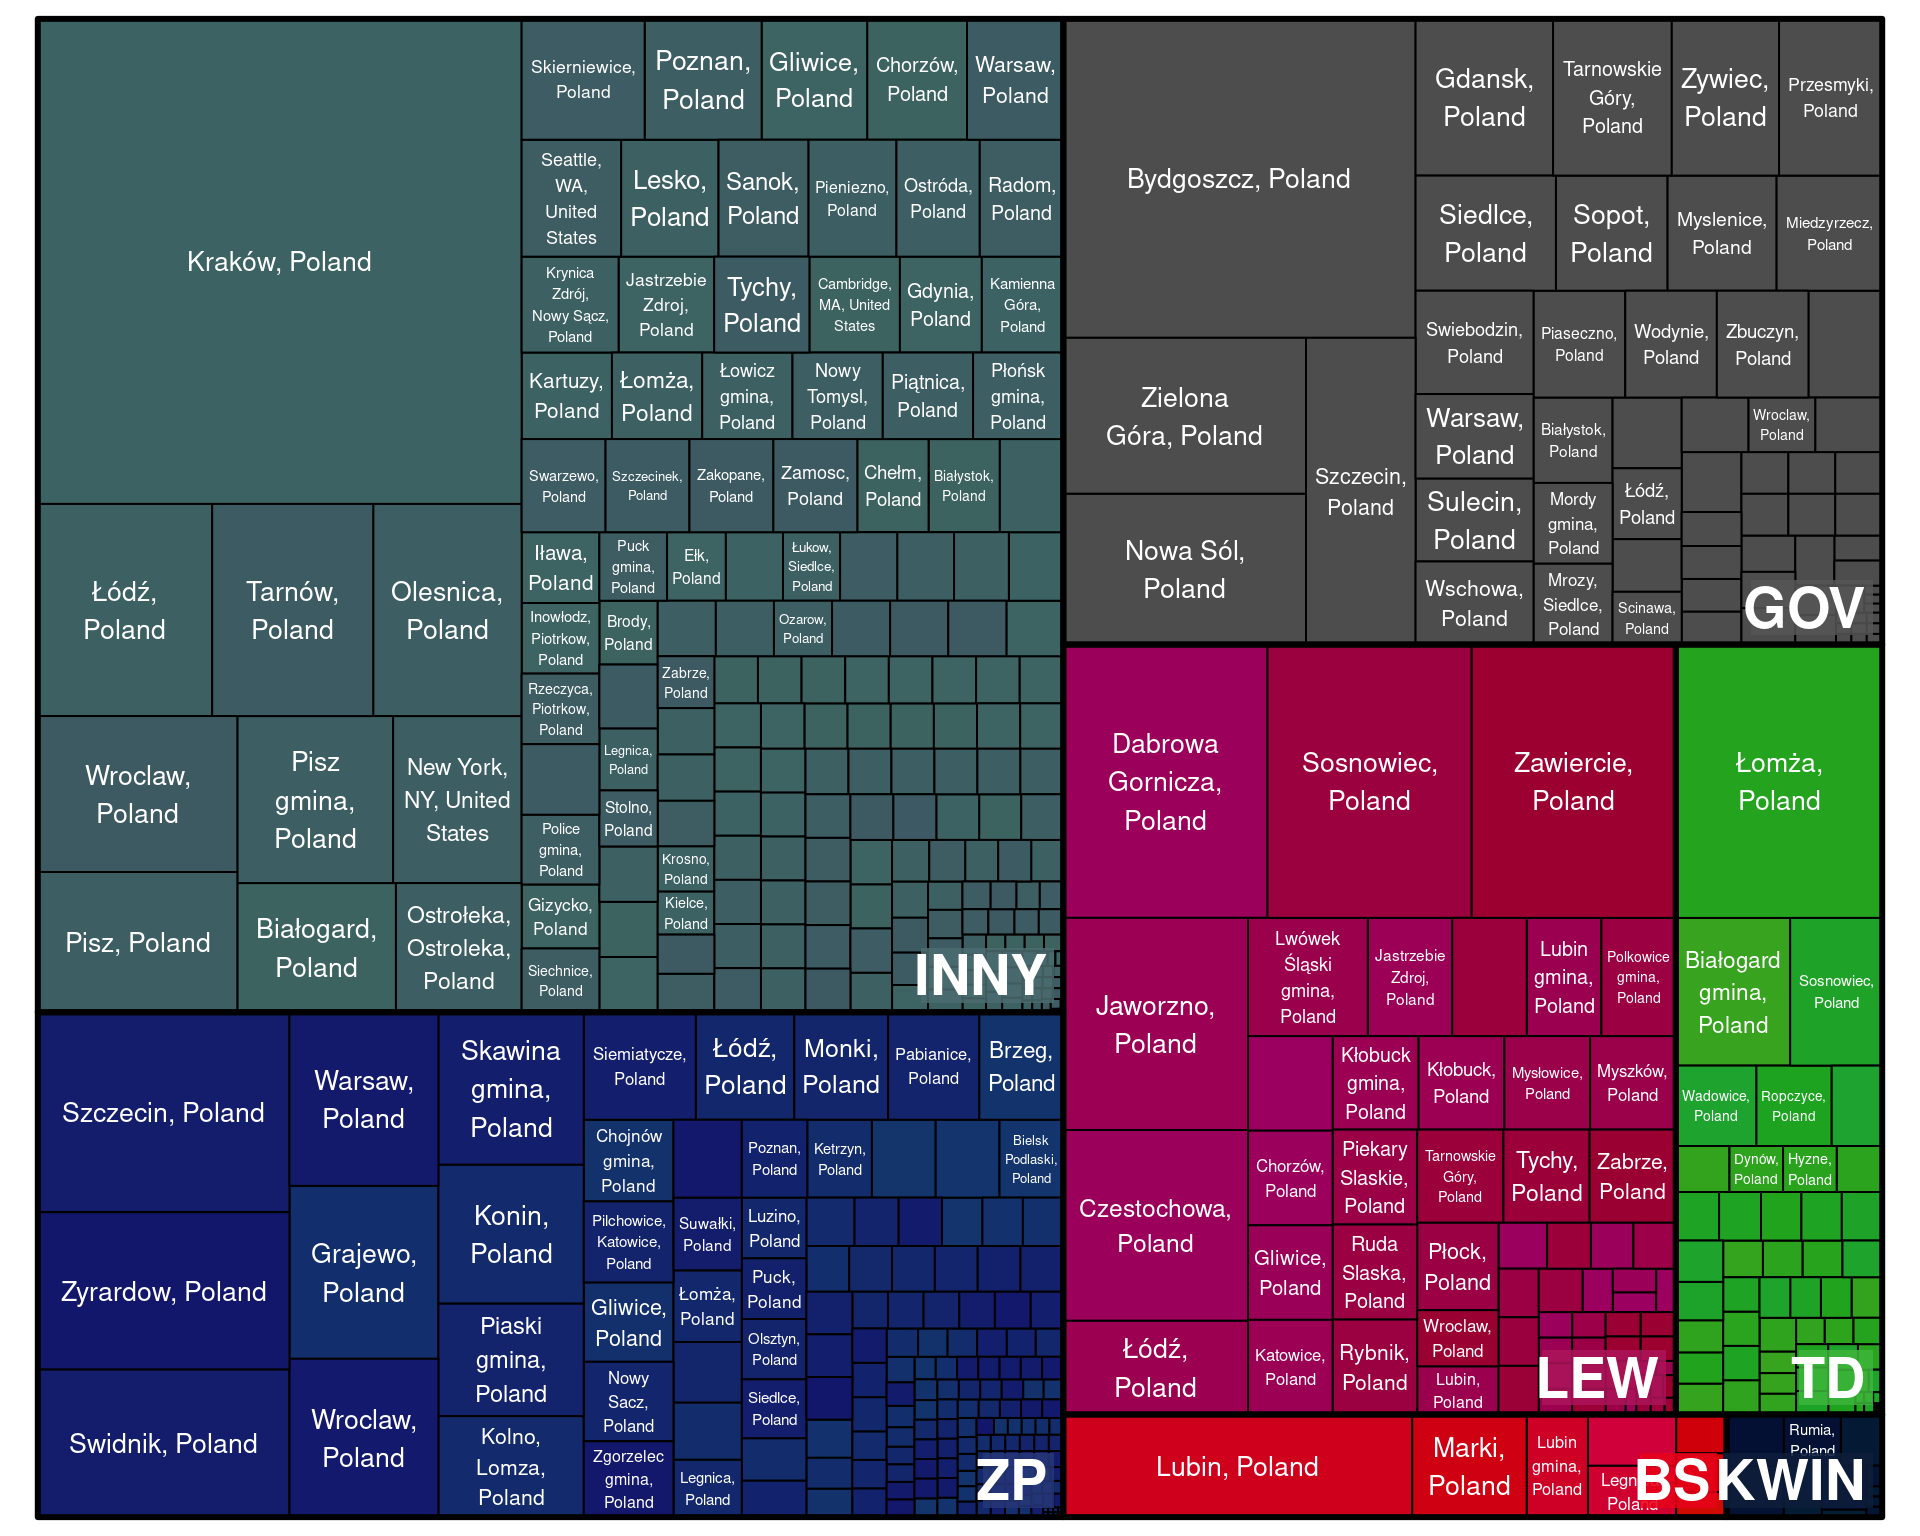 Kraków, Poland
Łódź,
Poland
Tarnów,
Poland
Olesnica,
Poland
Wroclaw,
Poland
Pisz
gmina,
Poland
New York,
NY, United
States
Pisz, Poland
Białogard,
Poland
Ostrołeka,
Ostroleka,
Poland
Skierniewice,
Poland
Poznan,
Poland
Gliwice,
Poland
Chorzów,
Poland
Warsaw,
Poland
Seattle,
WA,
United
States
Lesko,
Poland
Sanok,
Poland
Pieniezno,
Poland
Ostróda,
Poland
Radom,
Poland
Krynica
Zdrój,
Nowy Sącz,
Poland
Jastrzebie
Zdroj,
Poland
Tychy,
Poland
Cambridge,
MA, United
States
Gdynia,
Poland
Kamienna
Góra,
Poland
Kartuzy,
Poland
Łomża,
Poland
Łowicz
gmina,
Poland
Nowy
Tomysl,
Poland
Piątnica,
Poland
Płońsk
gmina,
Poland
Swarzewo,
Poland
Szczecinek,
Poland
Zakopane,
Poland
Zamosc,
Poland
Chełm,
Poland
Białystok,
Poland
Iława,
Poland
Puck
gmina,
Poland
Ełk,
Poland
Łukow,
Siedlce,
Poland
Inowłodz,
Piotrkow,
Poland
Brody,
Poland
Ozarow,
Poland
Rzeczyca,
Piotrkow,
Poland
Zabrze,
Poland
Legnica,
Poland
Stolno,
Poland
Police
gmina,
Poland
Krosno,
Poland
Gizycko,
Poland
Kielce,
Poland
Siechnice,
Poland
INNY
Bydgoszcz, Poland
Zielona
Góra, Poland
Nowa Sól,
Poland
Szczecin,
Poland
Gdansk,
Poland
Tarnowskie
Góry,
Poland
Zywiec,
Poland
Przesmyki,
Poland
Siedlce,
Poland
Sopot,
Poland
Myslenice,
Poland
Miedzyrzecz,
Poland
Swiebodzin,
Poland
Piaseczno,
Poland
Wodynie,
Poland
Zbuczyn,
Poland
Warsaw,
Poland
Białystok,
Poland
Wroclaw,
Poland
Sulecin,
Poland
Mordy
gmina,
Poland
Łódź,
Poland
Wschowa,
Poland
Mrozy,
Siedlce,
Poland
Scinawa,
Poland
GOV
Szczecin, Poland
Zyrardow, Poland
Swidnik, Poland
Warsaw,
Poland
Grajewo,
Poland
Wroclaw,
Poland
Skawina
gmina,
Poland
Konin,
Poland
Piaski
gmina,
Poland
Kolno,
Lomza,
Poland
Siemiatycze,
Poland
Łódź,
Poland
Monki,
Poland
Pabianice,
Poland
Brzeg,
Poland
Chojnów
gmina,
Poland
Poznan,
Poland
Ketrzyn,
Poland
Bielsk
Podlaski,
Poland
Pilchowice,
Katowice,
Poland
Suwałki,
Poland
Luzino,
Poland
Gliwice,
Poland
Łomża,
Poland
Puck,
Poland
Olsztyn,
Poland
Nowy
Sacz,
Poland
Siedlce,
Poland
Zgorzelec
gmina,
Poland
Legnica,
Poland
ZP
Dabrowa
Gornicza,
Poland
Sosnowiec,
Poland
Zawiercie,
Poland
Jaworzno,
Poland
Czestochowa,
Poland
Łódź,
Poland
Lwówek
Śląski
gmina,
Poland
Jastrzebie
Zdroj,
Poland
Lubin
gmina,
Poland
Polkowice
gmina,
Poland
Kłobuck
gmina,
Poland
Kłobuck,
Poland
Mysłowice,
Poland
Myszków,
Poland
Chorzów,
Poland
Piekary
Slaskie,
Poland
Tarnowskie
Góry,
Poland
Tychy,
Poland
Zabrze,
Poland
Gliwice,
Poland
Ruda
Slaska,
Poland
Płock,
Poland
Katowice,
Poland
Rybnik,
Poland
Wroclaw,
Poland
Lubin,
Poland
LEW
Łomża,
Poland
Białogard
gmina,
Poland
Sosnowiec,
Poland
Wadowice,
Poland
Ropczyce,
Poland
Dynów,
Poland
Hyzne,
Poland
TD
Lubin, Poland
Marki,
Poland
Lubin
gmina,
Poland
BS
Rumia,
Poland
KWIN